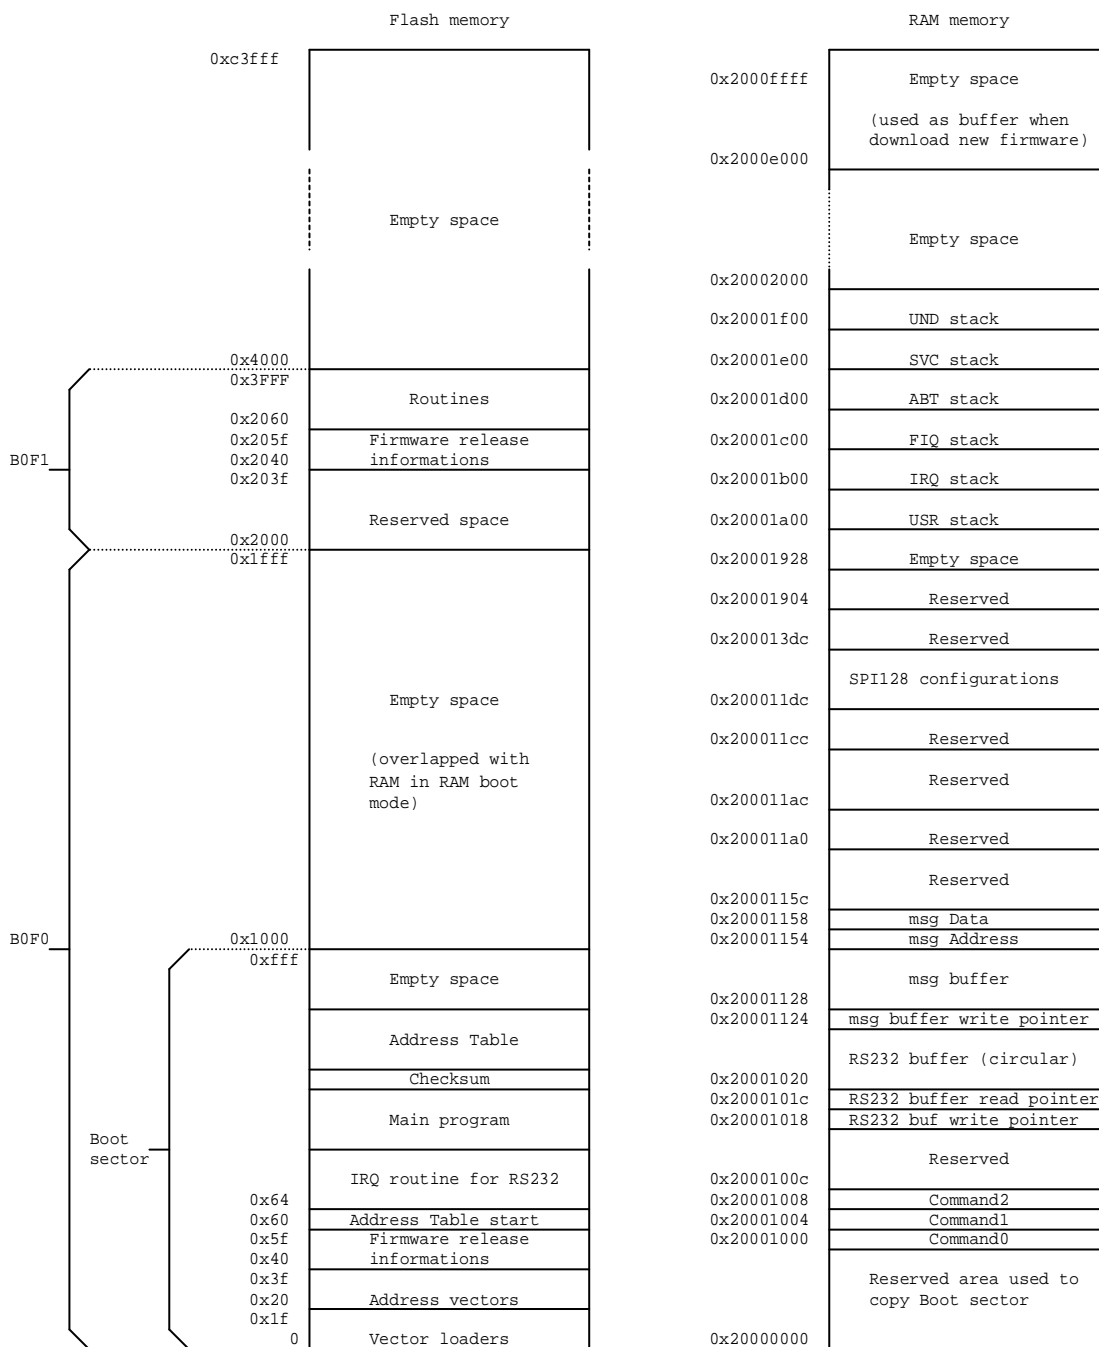 Flash memory
RAM memory
0xc3fff
0x2000ffff
Empty space
(used as buffer when
download new firmware)
0x2000e000
Empty space
Empty space
0x20002000
0x20001f00
UND stack
0x4000
0x20001e00
SVC stack
0x3FFF
Routines
0x20001d00
ABT stack
0x2060
0x205f
Firmware release
0x20001c00
FIQ stack
B0F1
0x2040
informations
0x203f
0x20001b00
IRQ stack
Reserved space
0x20001a00
USR stack
0x2000
0x1fff
0x20001928
Empty space
0x20001904
Reserved
0x200013dc
Reserved
SPI128 configurations
Empty space
0x200011dc
0x200011cc
Reserved
(overlapped with
RAM in RAM boot
mode)
Reserved
0x200011ac
0x200011a0
Reserved
Reserved
0x2000115c
0x20001158
msg Data
B0F0
0x1000
0x20001154
msg Address
0xfff
Empty space
msg buffer
0x20001128
0x20001124
msg buffer write pointer
Address Table
RS232 buffer (circular)
Checksum
0x20001020
0x2000101c
RS232 buffer read pointer
Main program
0x20001018
RS232 buf write pointer
Boot
sector
Reserved
IRQ routine for RS232
0x2000100c
0x64
0x20001008
Command2
0x60
Address Table start
0x20001004
Command1
0x5f
Firmware release
0x20001000
Command0
0x40
informations
0x3f
Reserved area used to
0x20
Address vectors
copy Boot sector
0x1f
0
Vector loaders
0x20000000